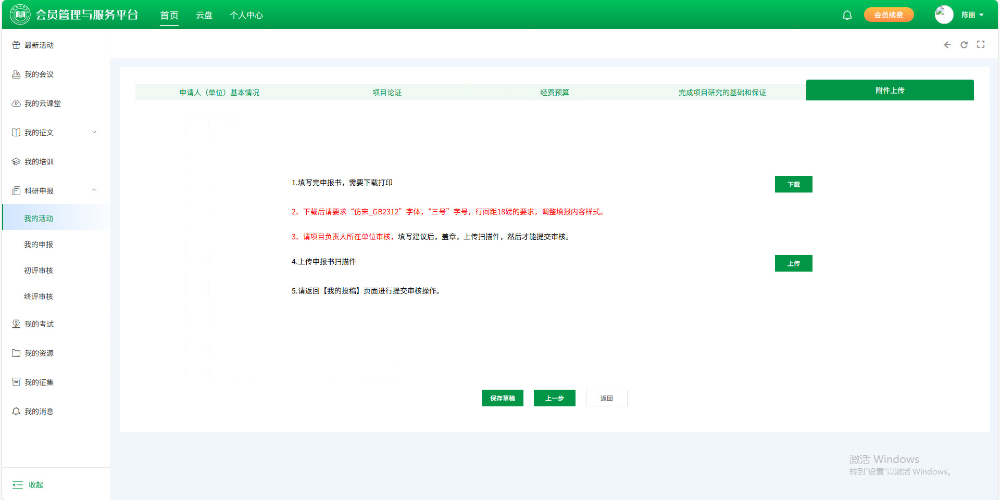 会员管理与服务平台
首页
云盘
个人中心
会员续费
陈丽
最新活动
我的会议
我的云课堂
我的征文
我的培训
科研申报
我的活动
我的申报
初评审核
终评审核
我的考试
我的资源
我的征集
我的消息
收起
申请人（单位）基本情况
项目论证
经费预算
完成项目研究的基础和保证
附件上传
1.填写完申报书，需要下载打印
下载
2、下载后请要求“仿宋_GB2312”字体，“三号”字号，行间距18磅的要求，调整填报内容样式。
3、请项目负责人所在单位审核，填写建议后，盖章，上传扫描件，然后才能提交审核。
4.上传申报书扫描件
上传
5.请返回【我的投稿】页面进行提交审核操作。
保存草稿
上一步
返回
激活 Windows
转到“设置”以激活 Windows。